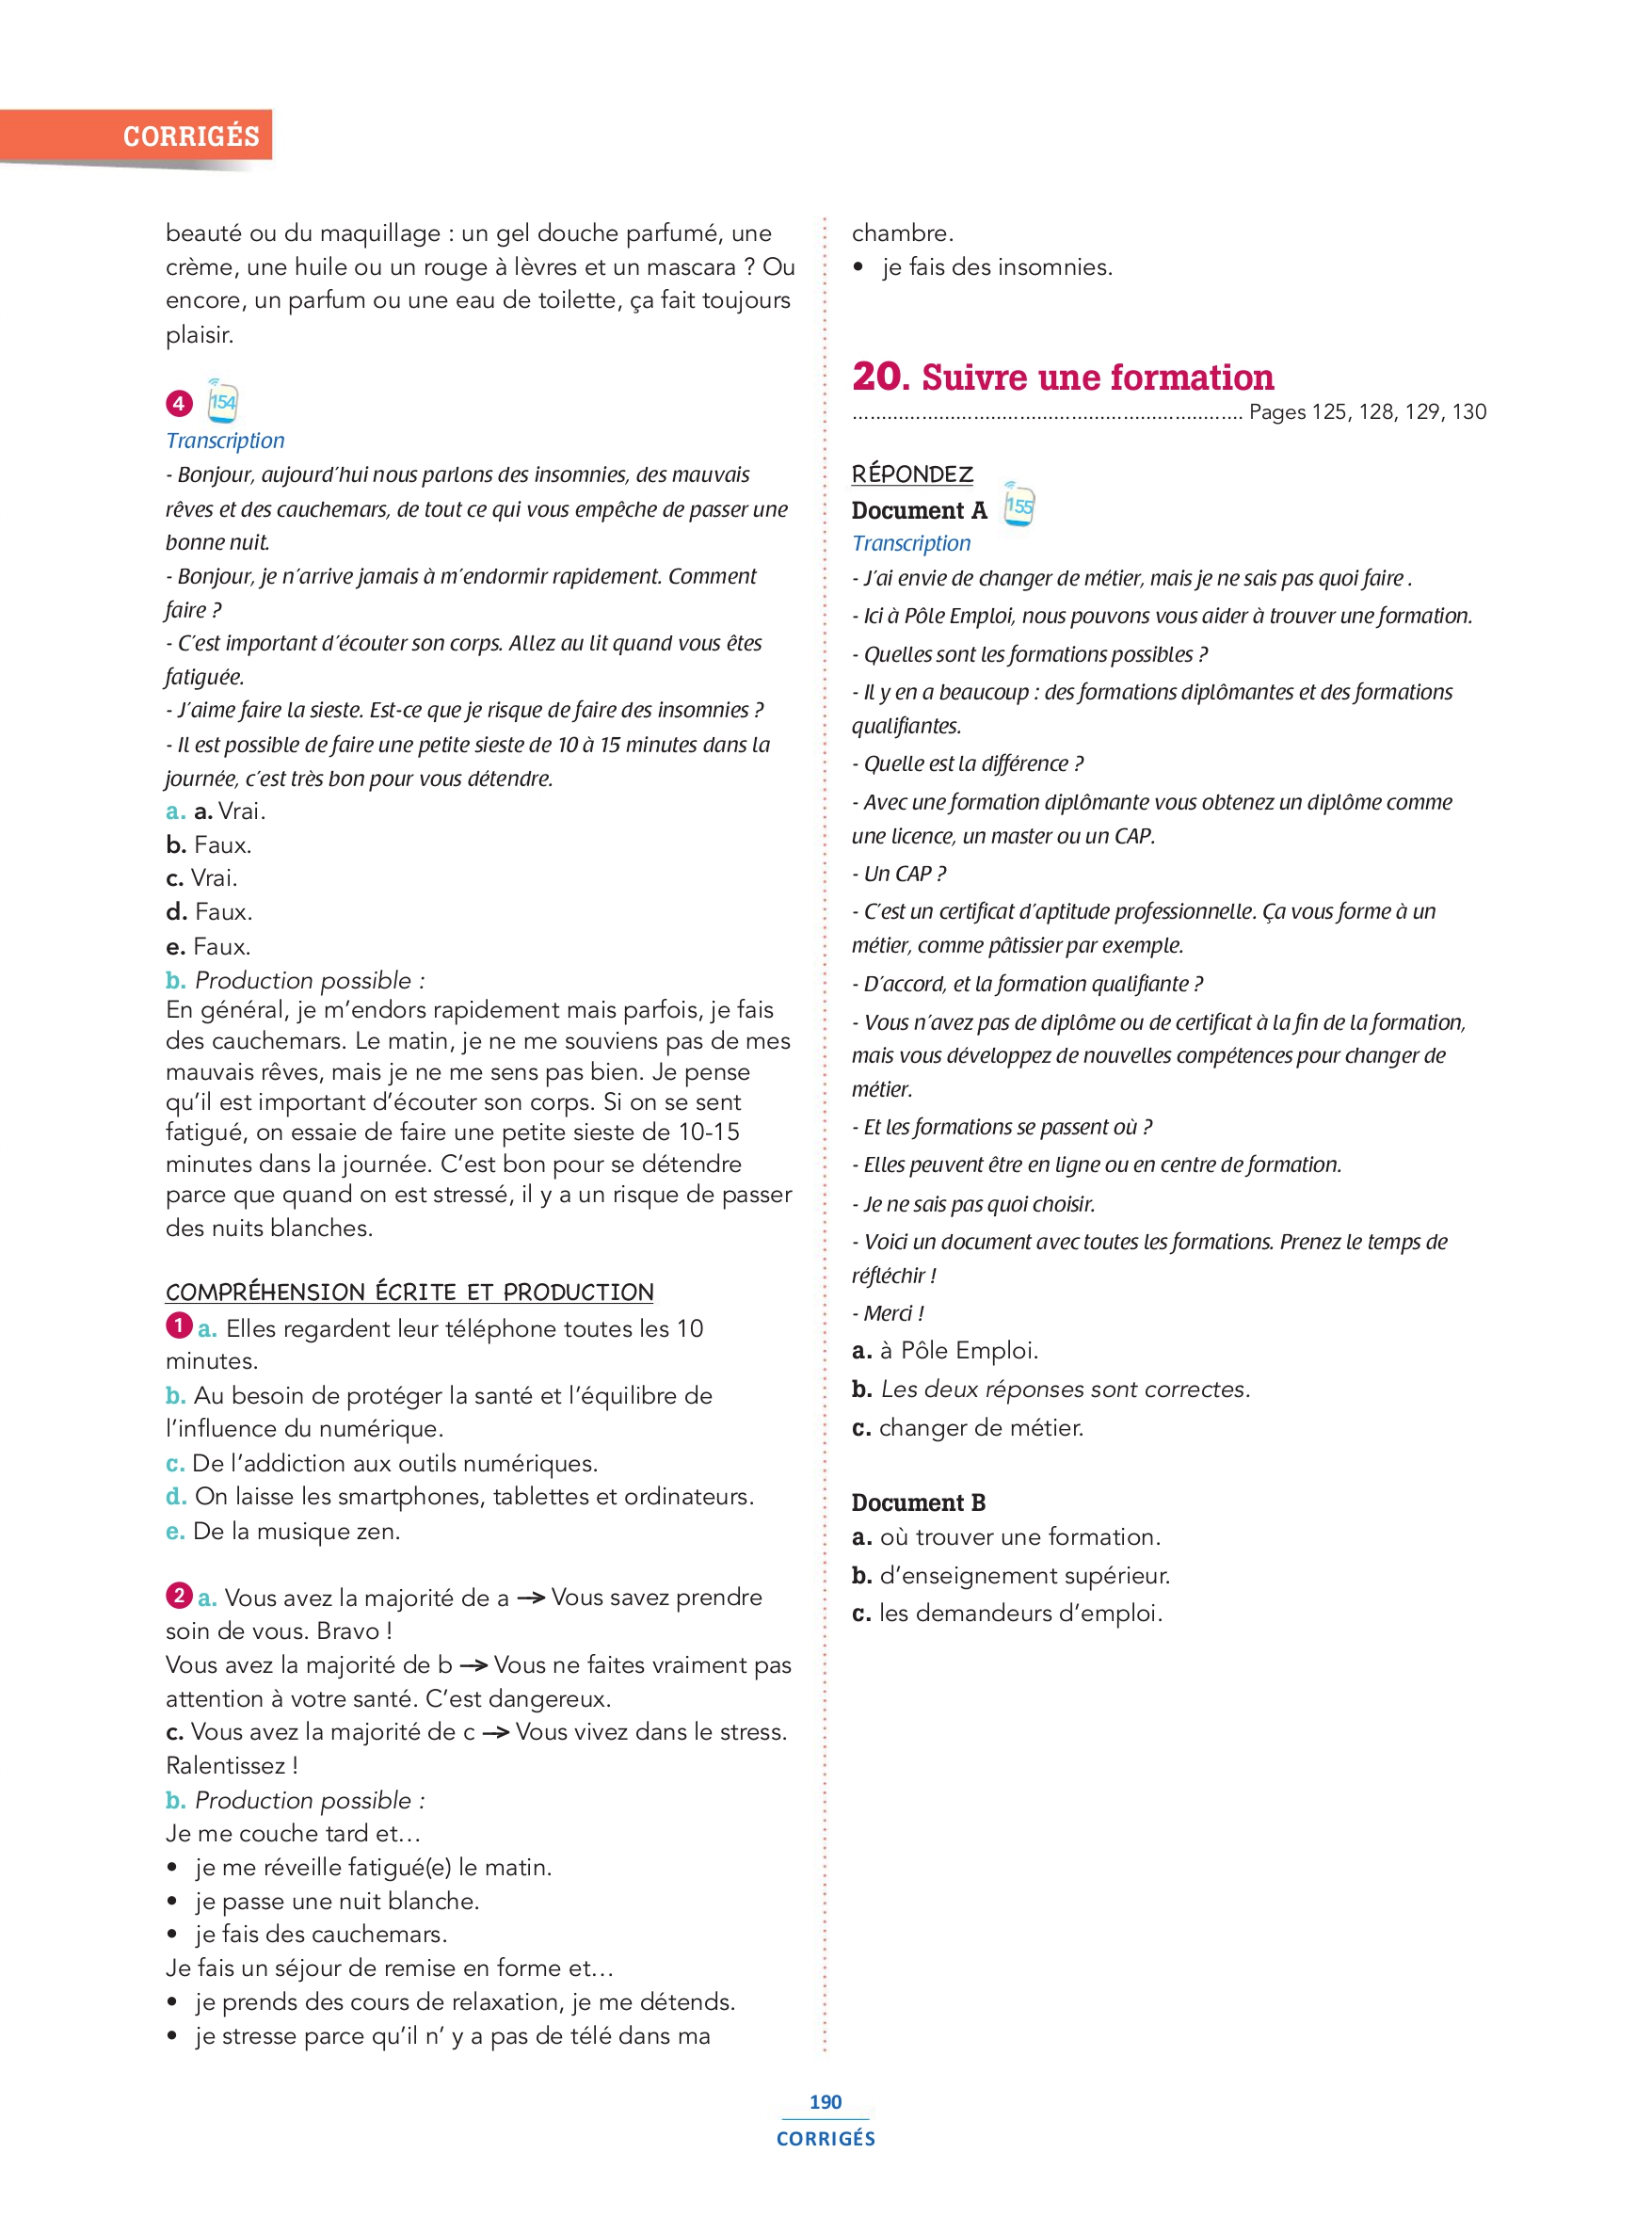 CORRIGÉS
beauté ou du maquillage : un gel douche parfumé, une
crème, une huile ou un rouge à lèvres et un mascara ? Ou
encore, un parfum ou une eau de toilette, ça fait toujours
plaisir.
4 154
Transcription
- Bonjour, aujourd’hui nous parlons des insomnies, des mauvais
rêves et des cauchemars, de tout ce qui vous empêche de passer une
bonne nuit.
- Bonjour, je n’arrive jamais à m’endormir rapidement. Comment
faire ?
- C’est important d’écouter son corps. Allez au lit quand vous êtes
fatiguée.
- J’aime faire la sieste. Est-ce que je risque de faire des insomnies ?
- Il est possible de faire une petite sieste de 10 à 15 minutes dans la
journée, c’est très bon pour vous détendre.
a. a. Vrai.
b. Faux.
c. Vrai.
d. Faux.
e. Faux.
b. Production possible :
En général, je m’endors rapidement mais parfois, je fais
des cauchemars. Le matin, je ne me souviens pas de mes
mauvais rêves, mais je ne me sens pas bien. Je pense
qu’il est important d’écouter son corps. Si on se sent
fatigué, on essaie de faire une petite sieste de 10-15
minutes dans la journée. C’est bon pour se détendre
parce que quand on est stressé, il y a un risque de passer
des nuits blanches.
COMPRÉHENSION ÉCRITE ET PRODUCTION
1 a. Elles regardent leur téléphone toutes les 10
minutes.
b. Au besoin de protéger la santé et l’équilibre de
l’influence du numérique.
c. De l’addiction aux outils numériques.
d. On laisse les smartphones, tablettes et ordinateurs.
e. De la musique zen.
2 a. Vous avez la majorité de a → Vous savez prendre
soin de vous. Bravo !
Vous avez la majorité de b → Vous ne faites vraiment pas
attention à votre santé. C’est dangereux.
c. Vous avez la majorité de c → Vous vivez dans le stress.
Ralentissez !
b. Production possible :
Je me couche tard et…
• je me réveille fatigué(e) le matin.
• je passe une nuit blanche.
• je fais des cauchemars.
Je fais un séjour de remise en forme et…
• je prends des cours de relaxation, je me détends.
• je stresse parce qu’il n’ y a pas de télé dans ma
chambre.
• je fais des insomnies.
20. Suivre une formation
.................................................................... Pages 125, 128, 129, 130
RÉPONDEZ
Document A 155
Transcription
- J’ai envie de changer de métier, mais je ne sais pas quoi faire .
- Ici à Pôle Emploi, nous pouvons vous aider à trouver une formation.
- Quelles sont les formations possibles ?
- Il y en a beaucoup : des formations diplômantes et des formations
qualifiantes.
- Quelle est la différence ?
- Avec une formation diplômante vous obtenez un diplôme comme
une licence, un master ou un CAP.
- Un CAP ?
- C’est un certificat d’aptitude professionnelle. Ça vous forme à un
métier, comme pâtissier par exemple.
- D’accord, et la formation qualifiante ?
- Vous n’avez pas de diplôme ou de certificat à la fin de la formation,
mais vous développez de nouvelles compétences pour changer de
métier.
- Et les formations se passent où ?
- Elles peuvent être en ligne ou en centre de formation.
- Je ne sais pas quoi choisir.
- Voici un document avec toutes les formations. Prenez le temps de
réfléchir !
- Merci !
a. à Pôle Emploi.
b. Les deux réponses sont correctes.
c. changer de métier.
Document B
a. où trouver une formation.
b. d’enseignement supérieur.
c. les demandeurs d’emploi.
190
CORRIGÉS